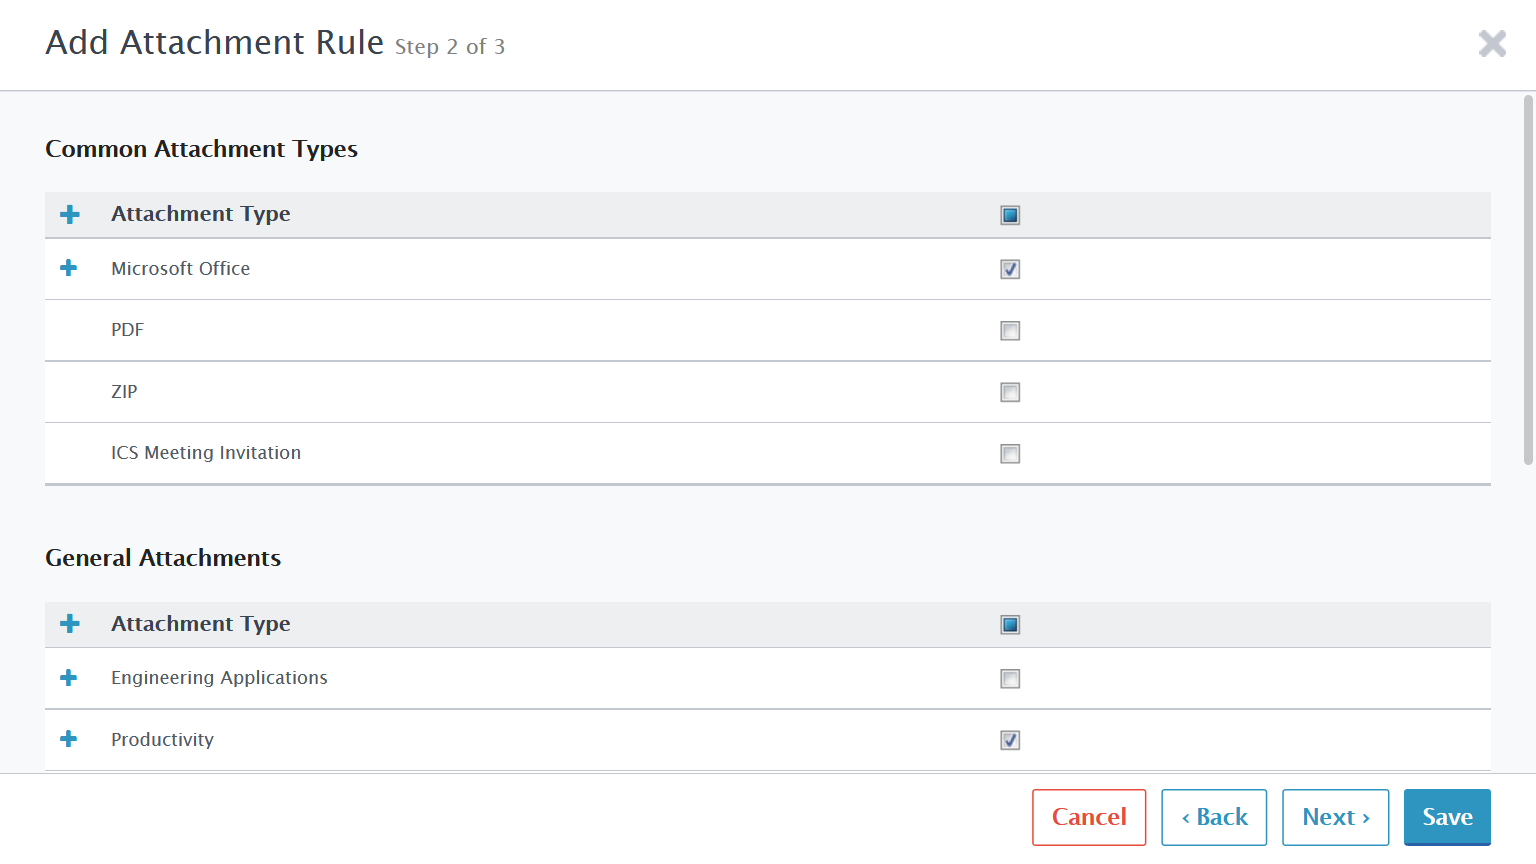 Add Attachment Rule Step 2 of 3
Common Attachment Types
Attachment Type
Microsoft Office
PDF
ZIP
ICS Meeting Invitation
General Attachments
Attachment Type
Engineering Applications
Productivity
Cancel
‹ Back
Next ›
Save